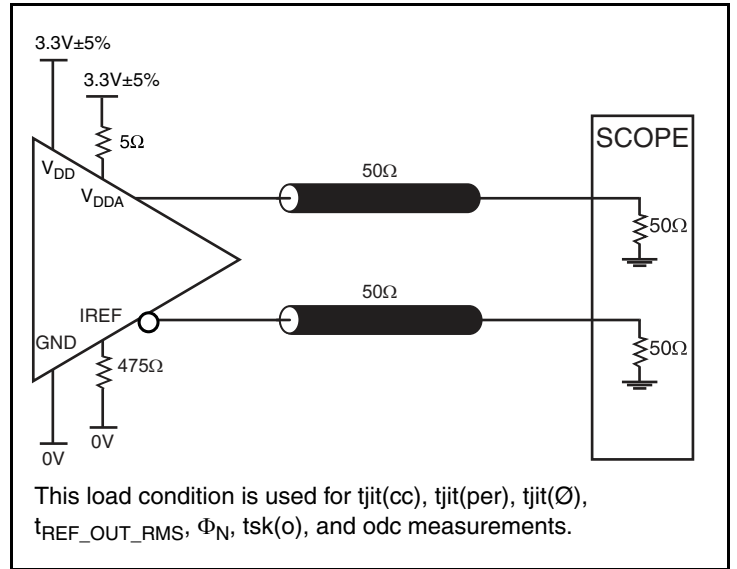 3.3V±5%
3.3V±5%
5Ω
SCOPE
V_DD
V_DDA
50Ω
50Ω
50Ω
IREF
GND
50Ω
475Ω
0V
0V
This load condition is used for tjit(cc), tjit(per), tjit(Ø),
t_REF_OUT_RMS, Φ_N, tsk(o), and odc measurements.